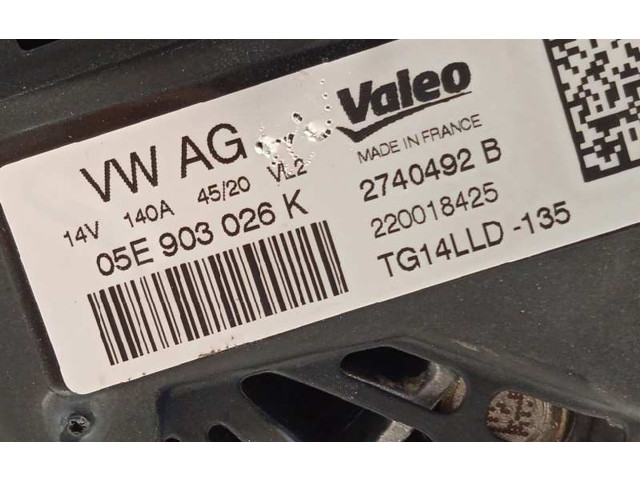 VW AG
14V 140A 45/20 VL2
05E 903 026 K
Valeo
MADE IN FRANCE
2740492 B
220018425
TG14LLD -135